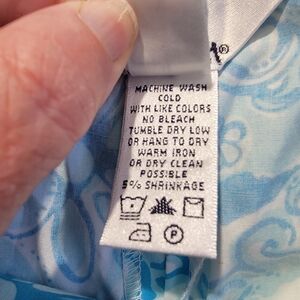 A®
MACHINE WASH
COLD
WITH LIKE COLORS
NO BLEACH
TUMBLE DRY LOW
OR HANG TO DRY
WARM IRON
OR DRY CLEAN
POSSIBLE
5% SHRINKAGE
P